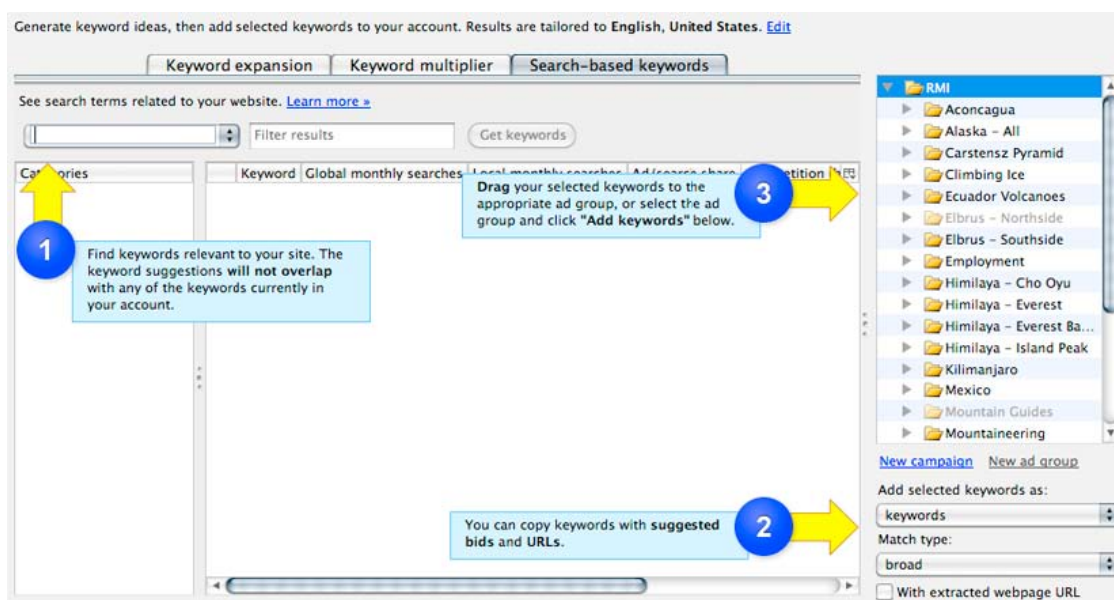 Generate keyword ideas, then add selected keywords to your account. Results are tailored to English, United States. Edit
Keyword expansion Keyword multiplier Search-based keywords
See search terms related to your website. Learn more »
Filter results Get keywords
Categories
Keyword Global monthly searches Local monthly searches Ad/searce share
1
Find keywords relevant to your site. The
keyword suggestions will not overlap
with any of the keywords currently in
your account.
Drag your selected keywords to the
appropriate ad group, or select the ad
group and click "Add keywords" below.
3
You can copy keywords with suggested
bids and URLs.
2
RMI
Aconcagua
Alaska - All
Carstensz Pyramid
Climbing Ice
Ecuador Volcanoes
Elbrus - Northside
Elbrus - Southside
Employment
Himilaya - Cho Oyu
Himilaya - Everest
Himilaya - Everest Ba...
Himilaya - Island Peak
Kilimanjaro
Mexico
Mountain Guides
Mountaineering
New campaign New ad group
Add selected keywords as:
keywords
Match type:
broad
With extracted webpage URL